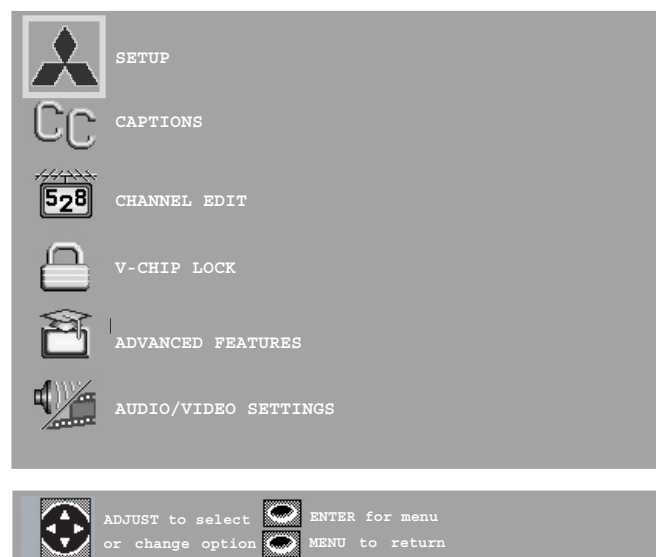 SETUP
CC
CAPTIONS
528
CHANNEL EDIT
V-CHIP LOCK
ADVANCED FEATURES
AUDIO/VIDEO SETTINGS
ADJUST to select ENTER for menu
or change option MENU to return